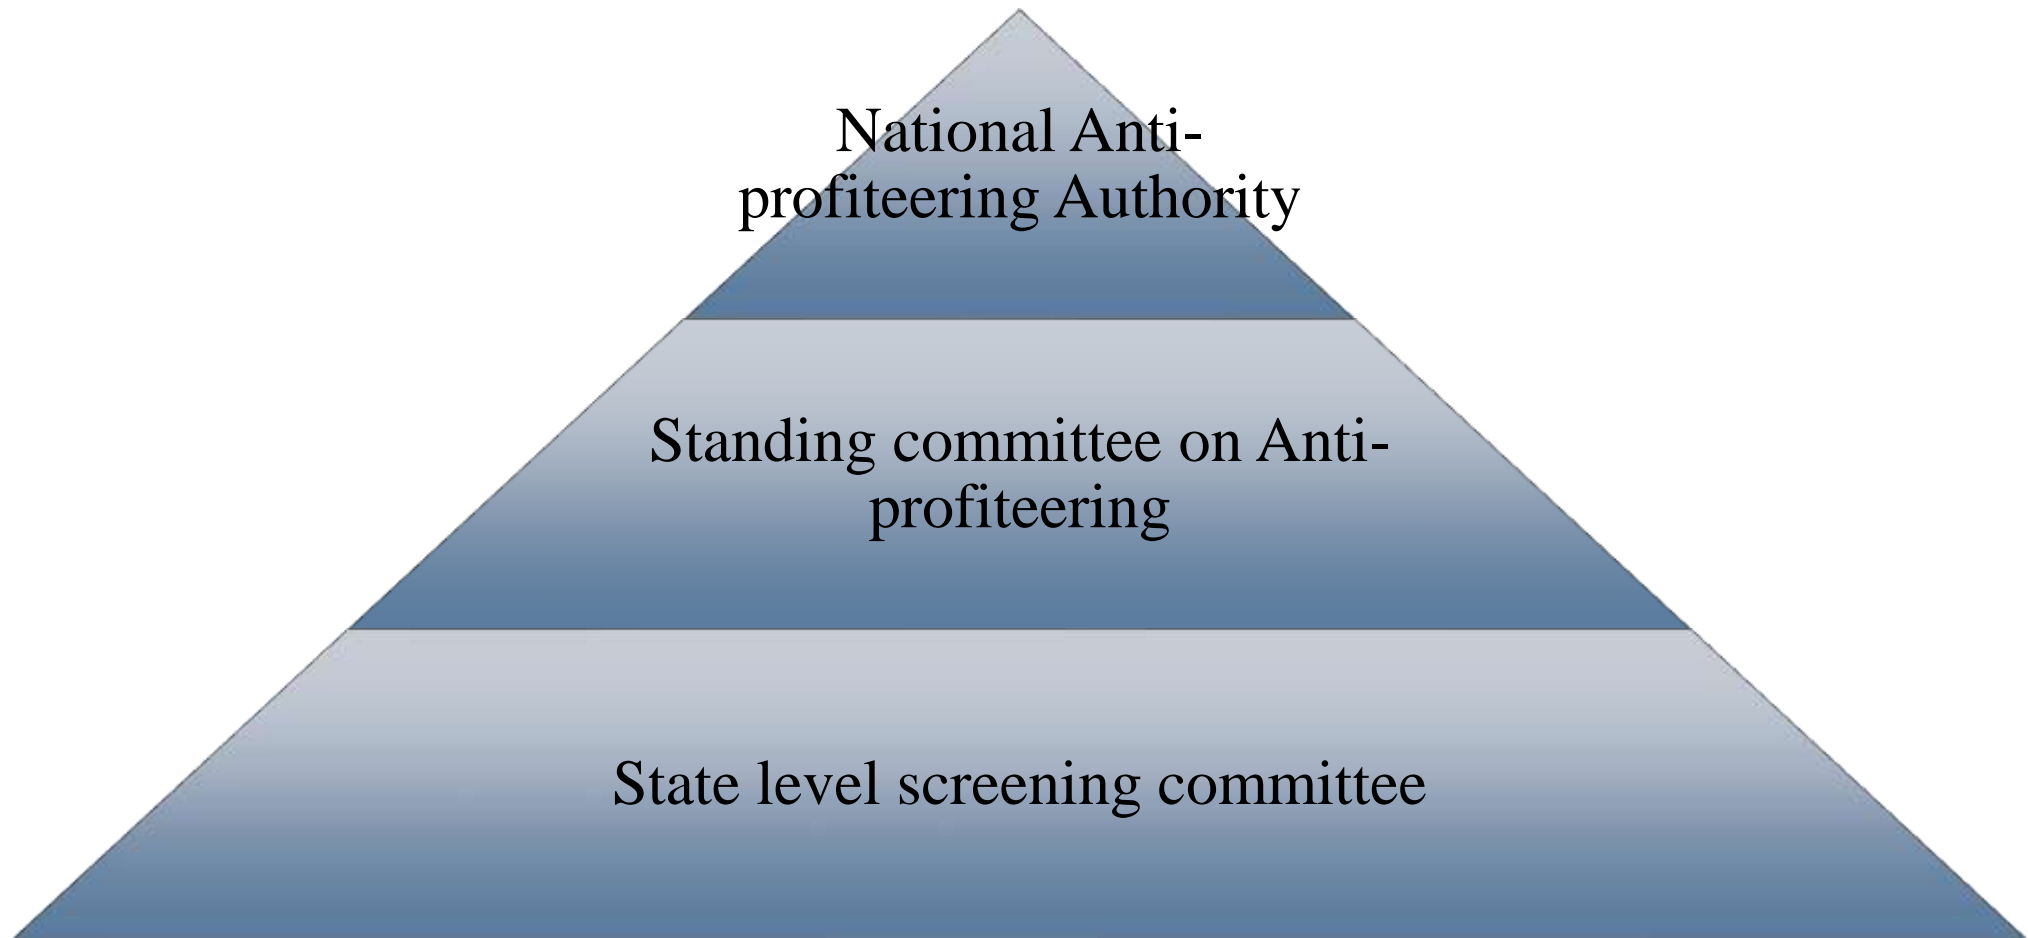 National Anti-
profiteering Authority
Standing committee on Anti-
profiteering
State level screening committee